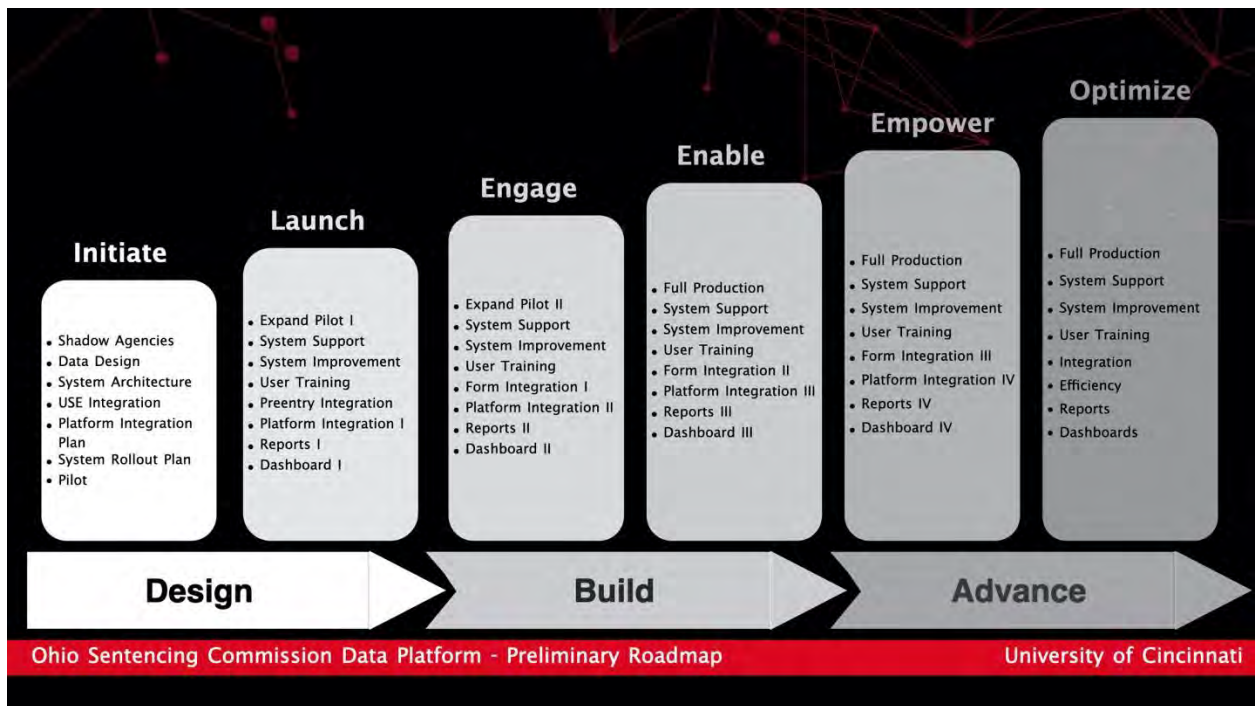 Initiate
• Shadow Agencies
• Data Design
• System Architecture
• USE Integration
• Platform Integration
Plan
• System Rollout Plan
• Pilot
Launch
• Expand Pilot I
• System Support
• System Improvement
• User Training
• Preentry Integration
• Platform Integration I
• Reports I
• Dashboard I
Engage
• Expand Pilot II
• System Support
• System Improvement
• User Training
• Form Integration I
• Platform Integration II
• Reports II
• Dashboard II
Enable
• Full Production
• System Support
• System Improvement
• User Training
• Form Integration II
• Platform Integration III
• Reports III
• Dashboard III
Empower
• Full Production
• System Support
• System Improvement
• User Training
• Form Integration III
• Platform Integration IV
• Reports IV
• Dashboard IV
Optimize
• Full Production
• System Support
• System Improvement
• User Training
• Integration
• Efficiency
• Reports
• Dashboards
Design
Build
Advance
Ohio Sentencing Commission Data Platform - Preliminary Roadmap
University of Cincinnati